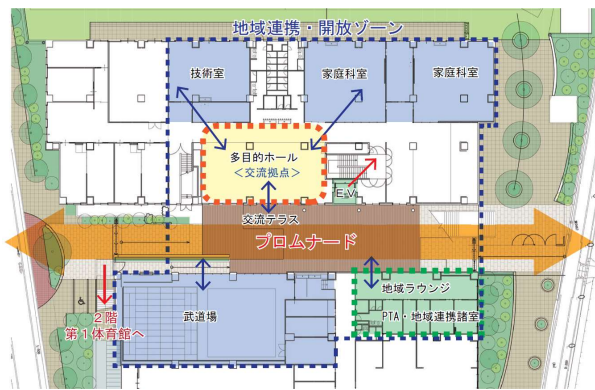 地域連携・開放ゾーン
技術室
家庭科室
家庭科室
多目的ホール
<交流拠点>
EV
交流テラス
プロムナード
地域ラウンジ
2階
第1体育館へ
武道場
PTA・地域連携諸室